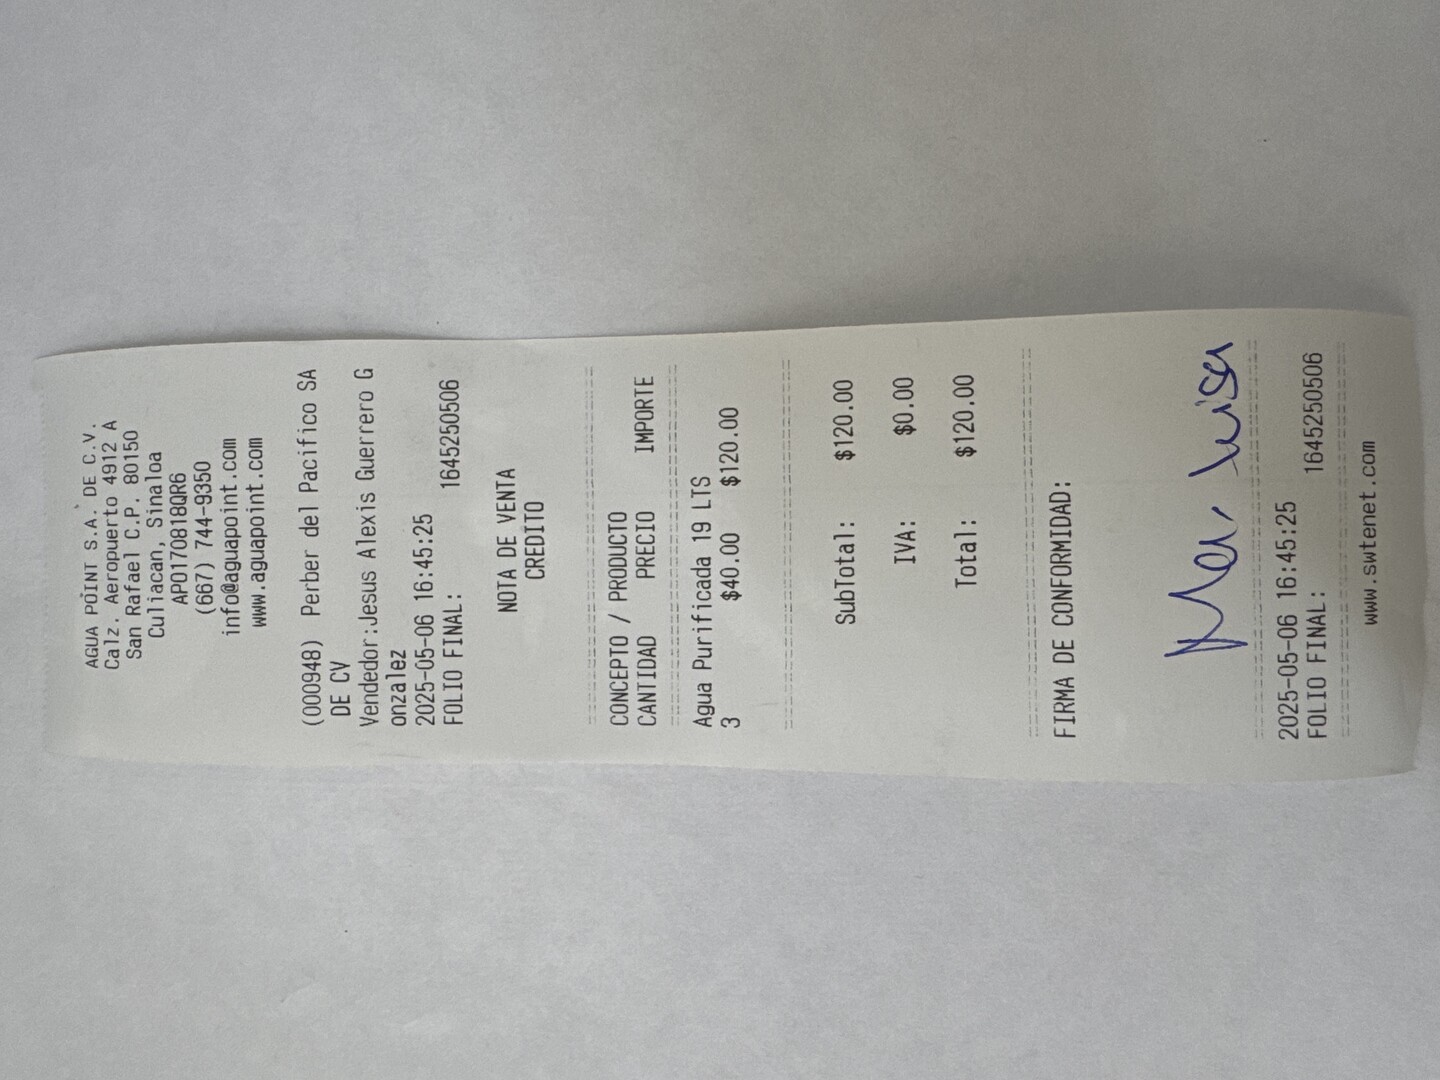 AGUA POINT S.A. DE C.V.
Calz. Aeropuerto 4912 A
San Rafael C.P. 80150
Culiacan, Sinaloa
APO170818QR6
(667) 744-9350
info@aguapoint.com
www.aguapoint.com
(000948) Perber del Pacifico SA
DE CV
Vendedor:Jesus Alexis Guerrero G
onzalez
2025-05-06 16:45:25
FOLIO FINAL: 1645250506
NOTA DE VENTA
CREDITO
CONCEPTO / PRODUCTO
CANTIDAD PRECIO IMPORTE
Agua Purificada 19 LTS
3 $40.00 $120.00
SubTotal: $120.00
IVA: $0.00
Total: $120.00
FIRMA DE CONFORMIDAD:
2025-05-06 16:45:25
FOLIO FINAL: 1645250506
www.swtenet.com